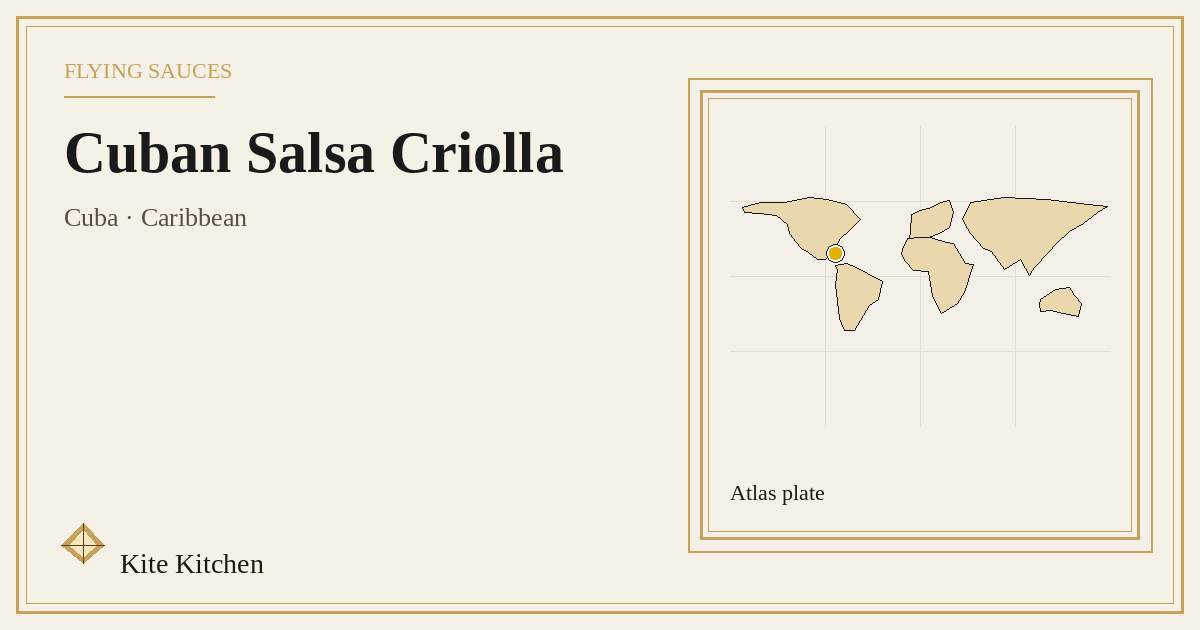 FLYING SAUCES
Cuban Salsa Criolla
Cuba · Caribbean
Atlas plate
Kite Kitchen